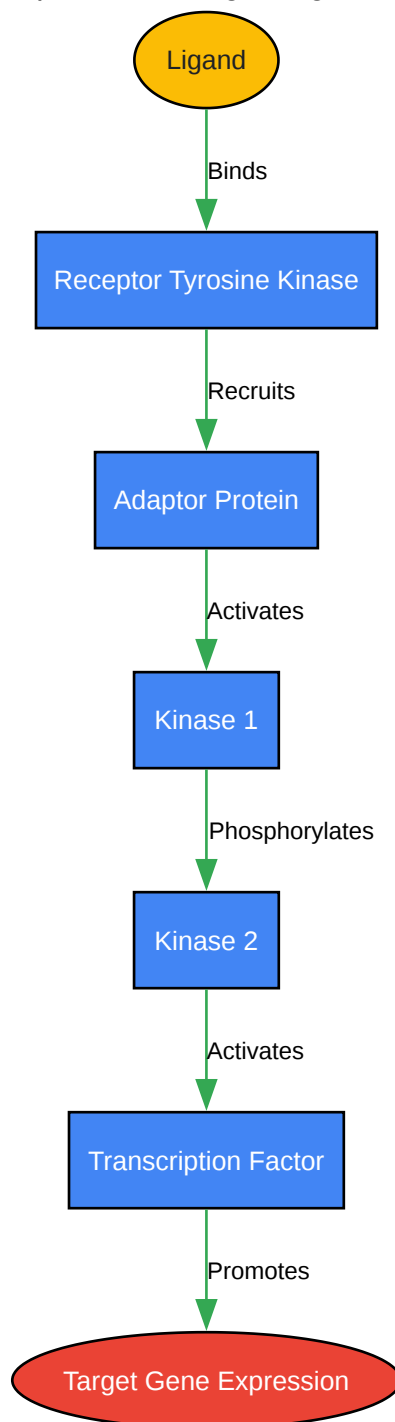 Ligand
Binds
Receptor Tyrosine Kinase
Recruits
Adaptor Protein
Activates
Kinase 1
Phosphorylates
Kinase 2
Activates
Transcription Factor
Promotes
Target Gene Expression